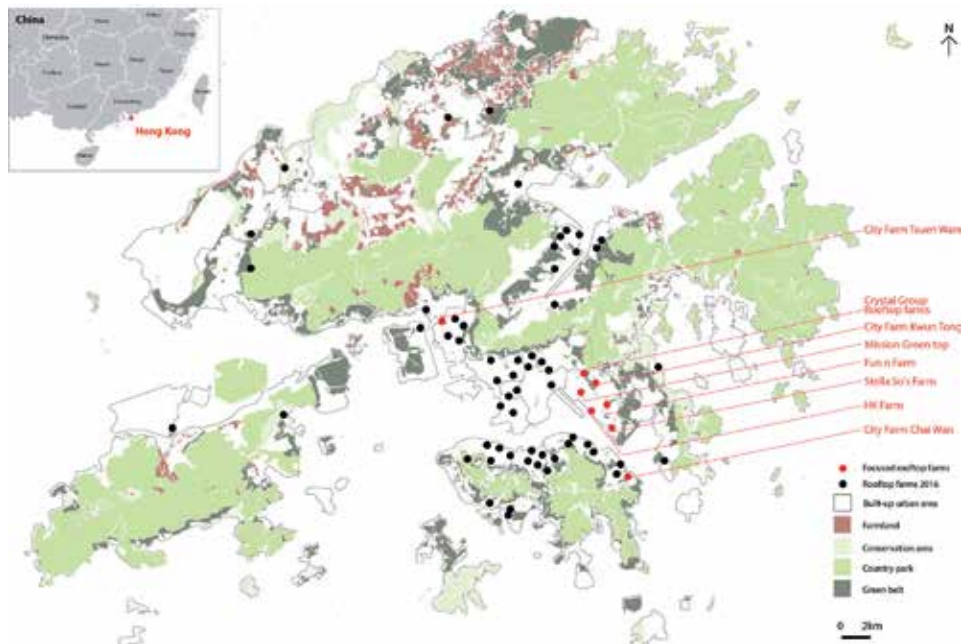 China
Hong Kong
N
City Farm Tsuen Wan
Crystal Group
Rooftop farms
City Farm Kwun Tong
Mission Green top
Fun n Farm
Stella So's Farm
HK Farm
City Farm Chai Wan
Focused rooftop farms
Rooftop farms 2016
Built-up urban area
Farmland
Conservation area
Country park
Green belt
0 2km